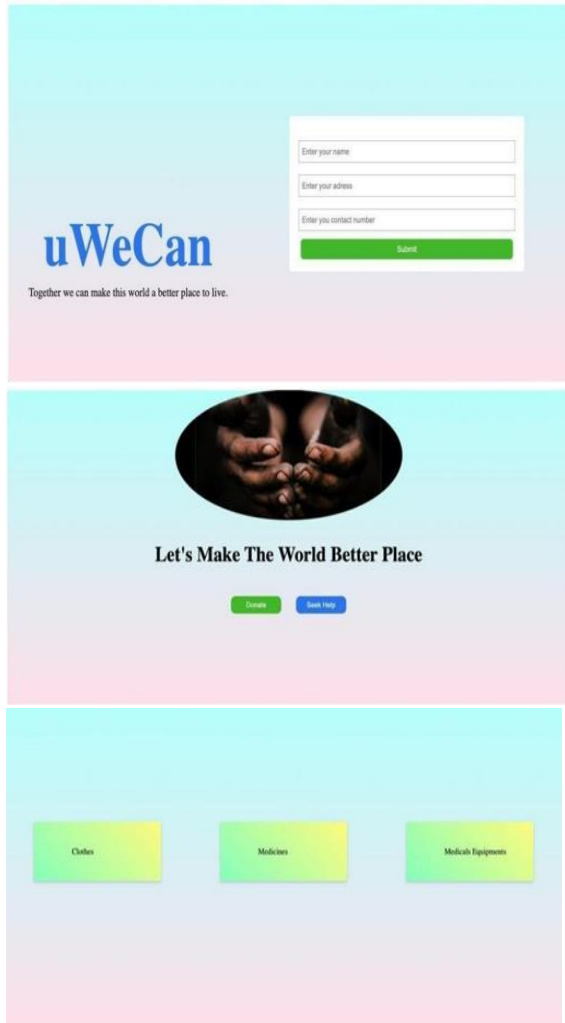 Enter your name
Enter your adress
Enter you contact number
Submit
uWeCan
Together we can make this world a better place to live.
Let's Make The World Better Place
Donate
Seek Help
Clothes
Medicines
Medicals Equipments